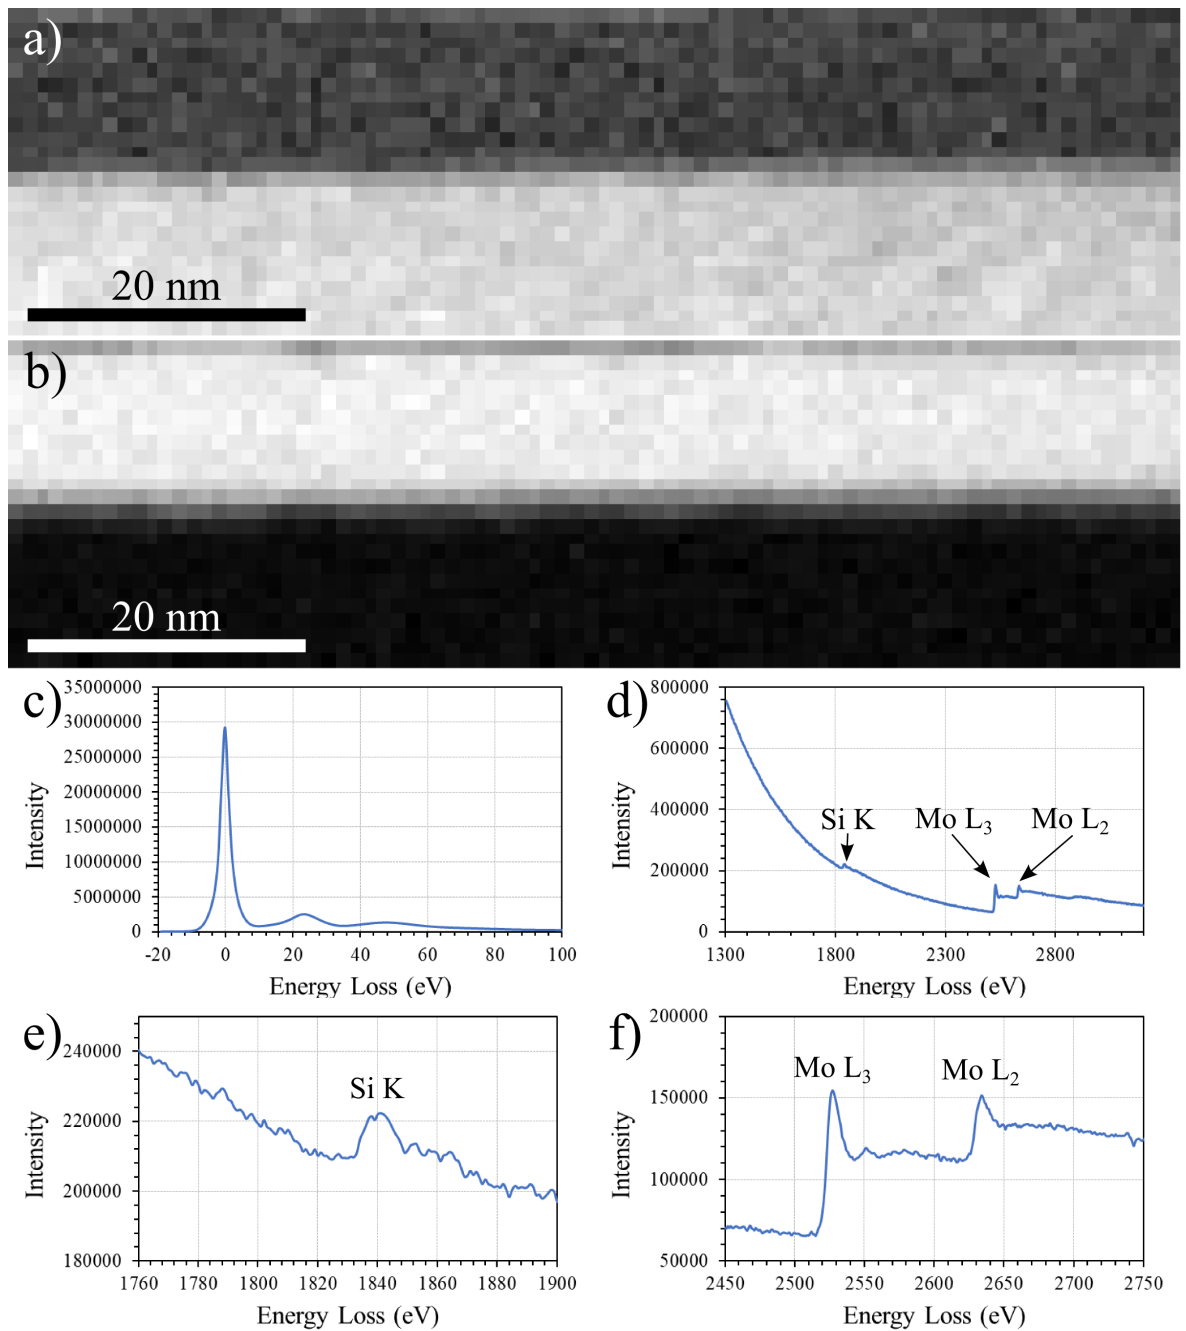 a)
20 nm
b)
20 nm
c)
35000000
30000000
25000000
20000000
15000000
10000000
5000000
0
Intensity
-20 0 20 40 60 80 100
Energy Loss (eV)
d)
800000
600000
400000
200000
0
Intensity
Si K
Mo L3
Mo L2
1300 1800 2300 2800
Energy Loss (eV)
e)
240000
220000
200000
180000
Intensity
Si K
1760 1780 1800 1820 1840 1860 1880 1900
Energy Loss (eV)
f)
200000
150000
100000
50000
Intensity
Mo L3
Mo L2
2450 2500 2550 2600 2650 2700 2750
Energy Loss (eV)